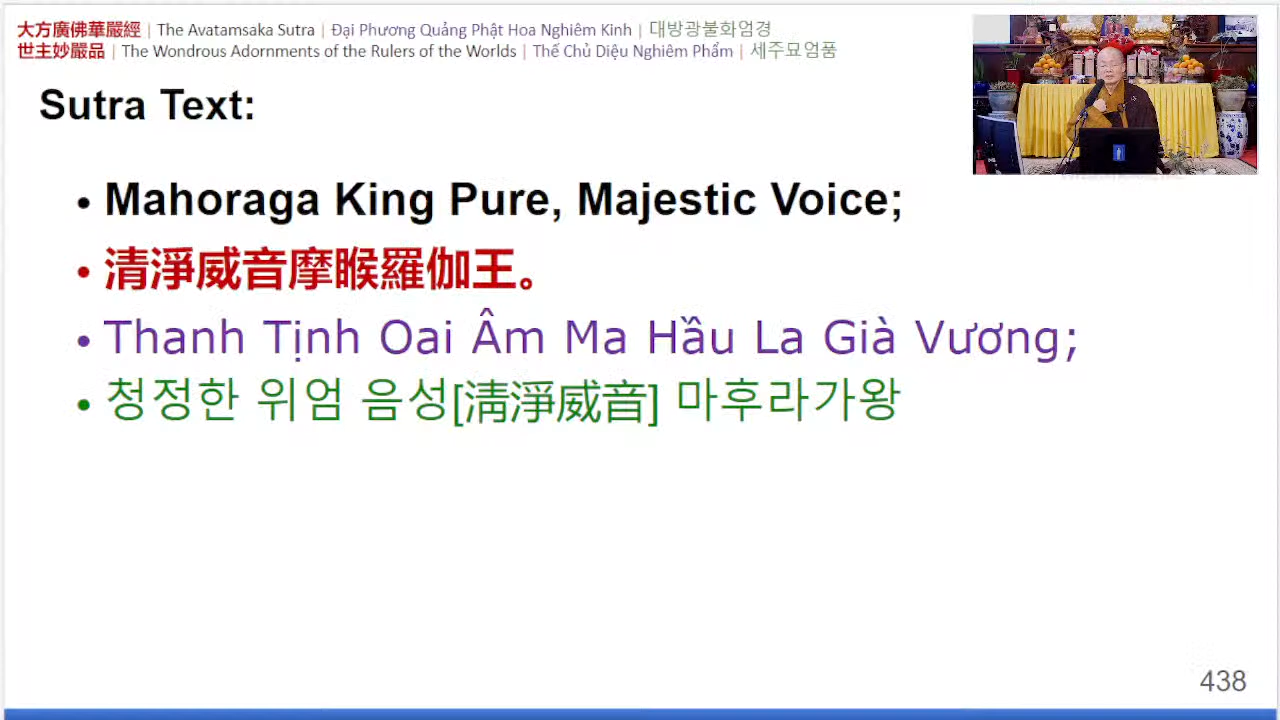 大方廣佛華嚴經 | The Avatamsaka Sutra | Đại Phương Quảng Phật Hoa Nghiêm Kinh | 대방광불화엄경
世主妙嚴品 | The Wondrous Adornments of the Rulers of the Worlds | Thế Chủ Diệu Nghiêm Phẩm | 세주묘엄품
Sutra Text:
• Mahoraga King Pure, Majestic Voice;
• 清淨威音摩睺羅伽王。
• Thanh Tịnh Oai Âm Ma Hầu La Già Vương;
• 청정한 위엄 음성[淸淨威音] 마후라가왕
438